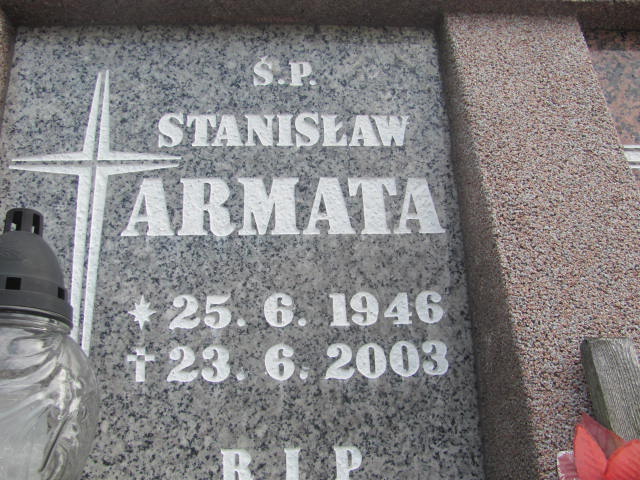 Ś.P.
STANISŁAW
ARMATA
* 25. 6. 1946
✝ 23. 6. 2003
R.I.P